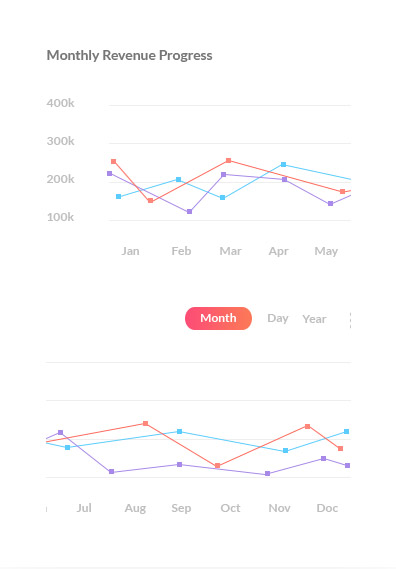 Monthly Revenue Progress
400k
300k
200k
100k
Jan Feb Mar Apr May
Month Day Year
Jul Aug Sep Oct Nov Doc